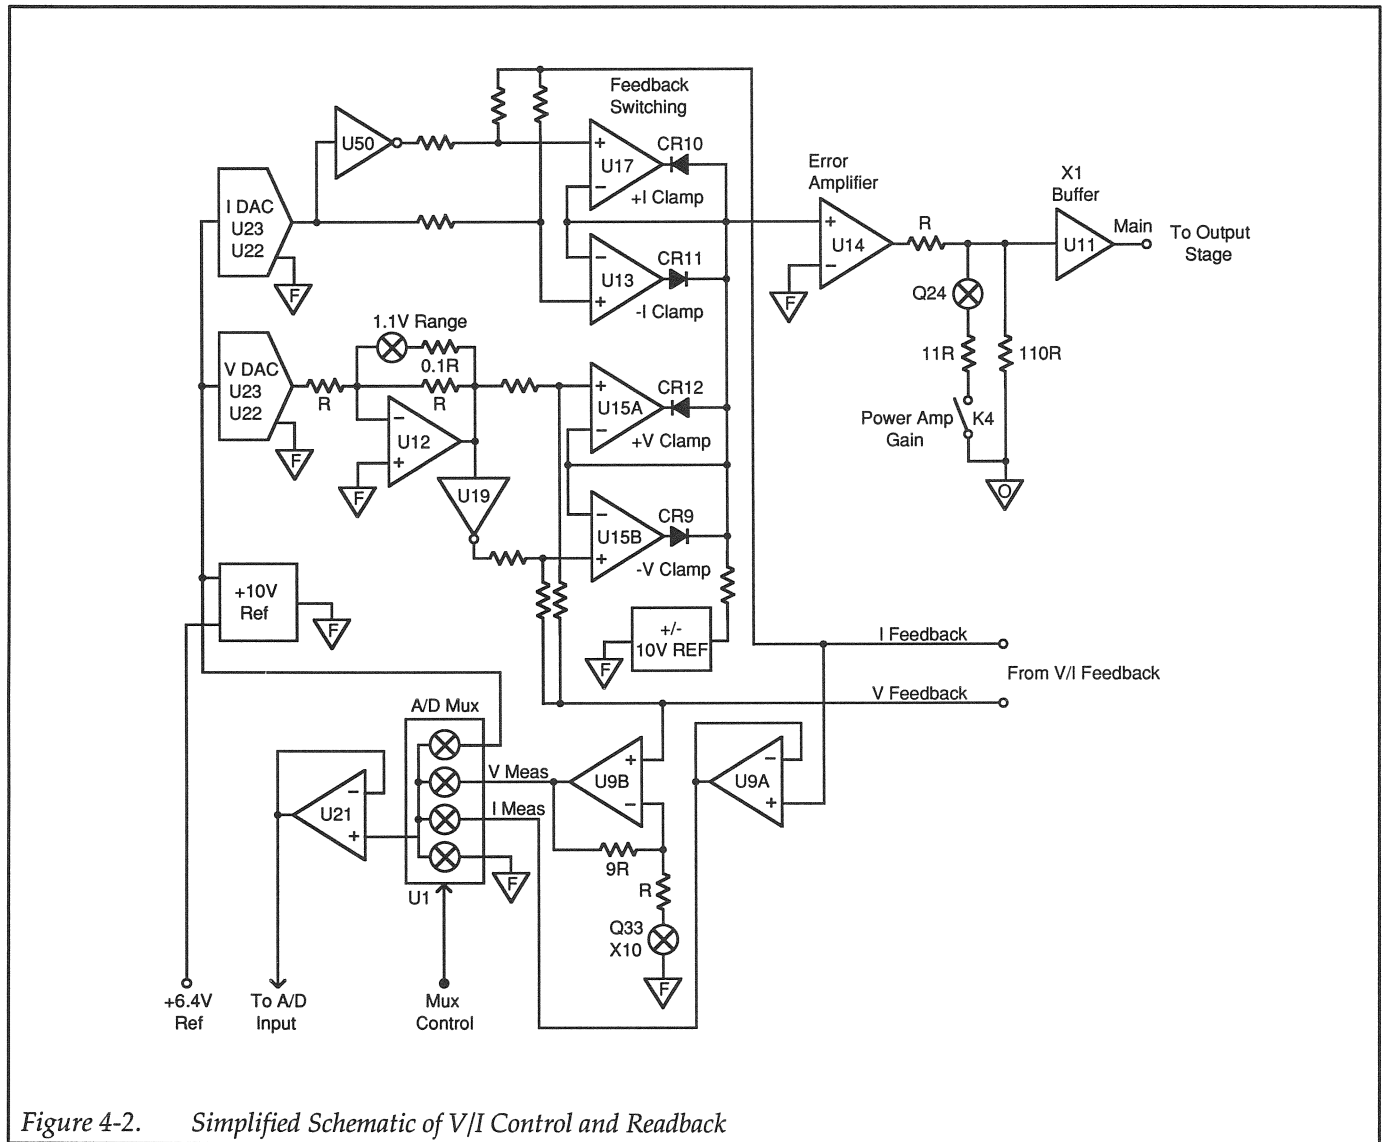 Feedback
Switching
U50
+
U17
−
CR10
+I Clamp
Error
Amplifier
X1
Buffer
I DAC
U23
U22
F
−
U13
+
CR11
-I Clamp
+
U14
−
F
R
U11
Main
To Output
Stage
Q24
11R
110R
1.1V Range
0.1R
V DAC
U23
U22
F
R
R
−
U12
+
F
+
U15A
−
CR12
+V Clamp
Power Amp
Gain
K4
O
U19
−
U15B
+
CR9
-V Clamp
+10V
Ref
F
+/-
10V REF
F
I Feedback
From V/I Feedback
V Feedback
A/D Mux
V Meas
I Meas
+
U9B
−
−
U9A
+
−
U21
+
F
U1
9R
R
Q33
X10
F
+6.4V
Ref
To A/D
Input
Mux
Control
Figure 4-2. Simplified Schematic of V/I Control and Readback